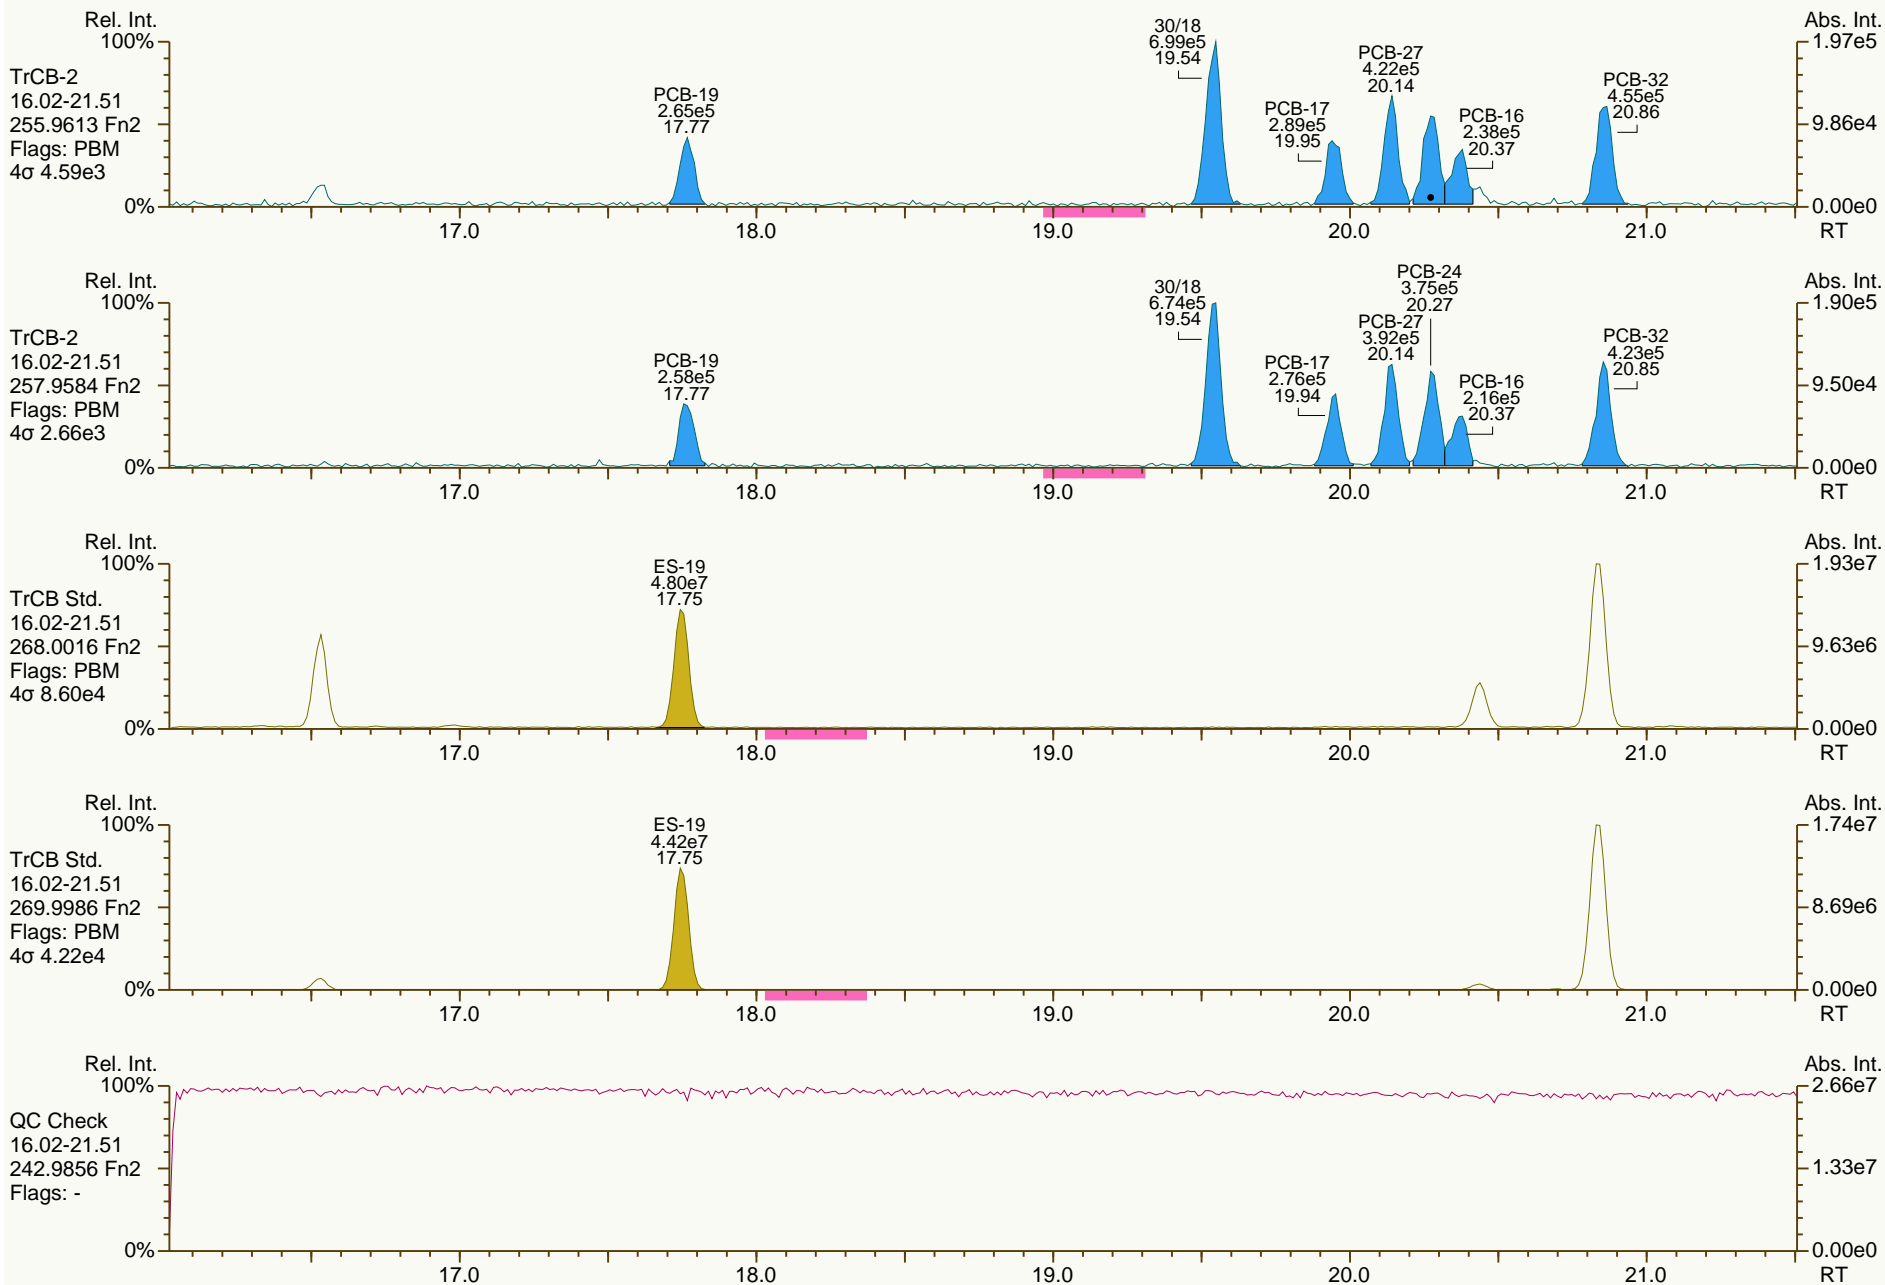 Rel. Int.
Abs. Int.
100%
1.97e5
TrCB-2
16.02-21.51
255.9613 Fn2
Flags: PBM
4σ 4.59e3
PCB-19
2.65e5
17.77
30/18
6.99e5
19.54
PCB-17
2.89e5
19.95
PCB-27
4.22e5
20.14
PCB-16
2.38e5
20.37
PCB-32
4.55e5
20.86
9.86e4
0%
0.00e0
17.0 18.0 19.0 20.0 21.0 RT
Rel. Int.
Abs. Int.
100%
1.90e5
TrCB-2
16.02-21.51
257.9584 Fn2
Flags: PBM
4σ 2.66e3
PCB-19
2.58e5
17.77
30/18
6.74e5
19.54
PCB-17
2.76e5
19.94
PCB-27
3.92e5
20.14
PCB-24
3.75e5
20.27
PCB-16
2.16e5
20.37
PCB-32
4.23e5
20.85
9.50e4
0%
0.00e0
17.0 18.0 19.0 20.0 21.0 RT
Rel. Int.
Abs. Int.
100%
1.93e7
TrCB Std.
16.02-21.51
268.0016 Fn2
Flags: PBM
4σ 8.60e4
ES-19
4.80e7
17.75
9.63e6
0%
0.00e0
17.0 18.0 19.0 20.0 21.0 RT
Rel. Int.
Abs. Int.
100%
1.74e7
TrCB Std.
16.02-21.51
269.9986 Fn2
Flags: PBM
4σ 4.22e4
ES-19
4.42e7
17.75
8.69e6
0%
0.00e0
17.0 18.0 19.0 20.0 21.0 RT
Rel. Int.
Abs. Int.
100%
2.66e7
QC Check
16.02-21.51
242.9856 Fn2
Flags: -
1.33e7
0%
0.00e0
17.0 18.0 19.0 20.0 21.0 RT